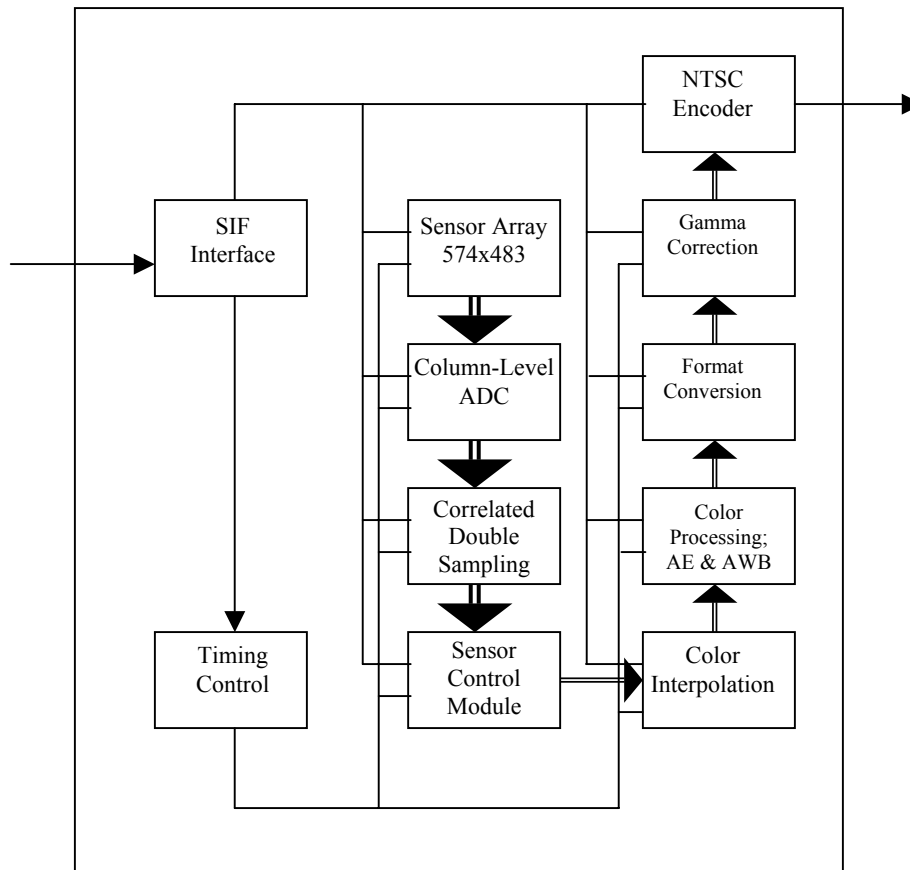 NTSC
Encoder
SIF
Interface
Sensor Array
574x483
Gamma
Correction
Column-Level
ADC
Format
Conversion
Correlated
Double
Sampling
Color
Processing;
AE & AWB
Timing
Control
Sensor
Control
Module
Color
Interpolation